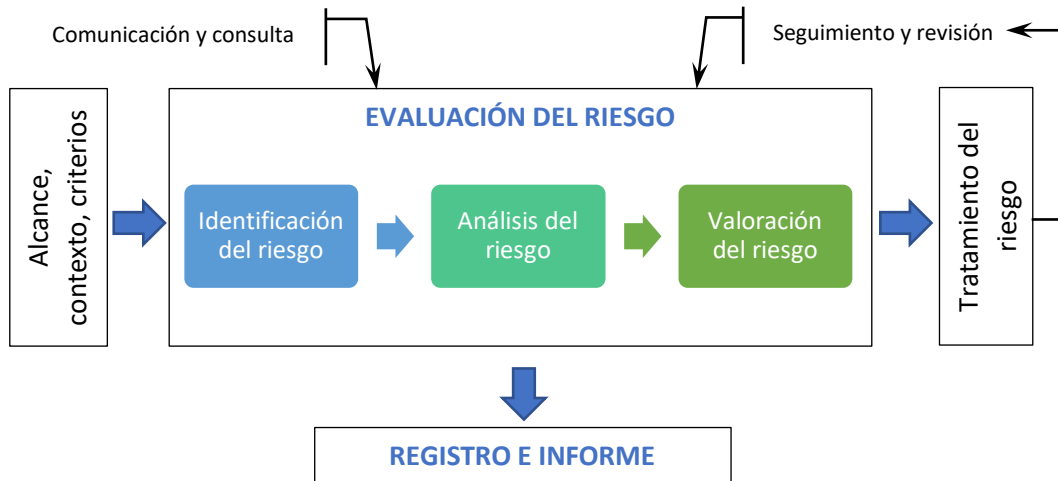 Comunicación y consulta
Seguimiento y revisión
Alcance,
contexto, criterios
EVALUACIÓN DEL RIESGO
Identificación
del riesgo
Análisis del
riesgo
Valoración
del riesgo
Tratamiento del
riesgo
REGISTRO E INFORME